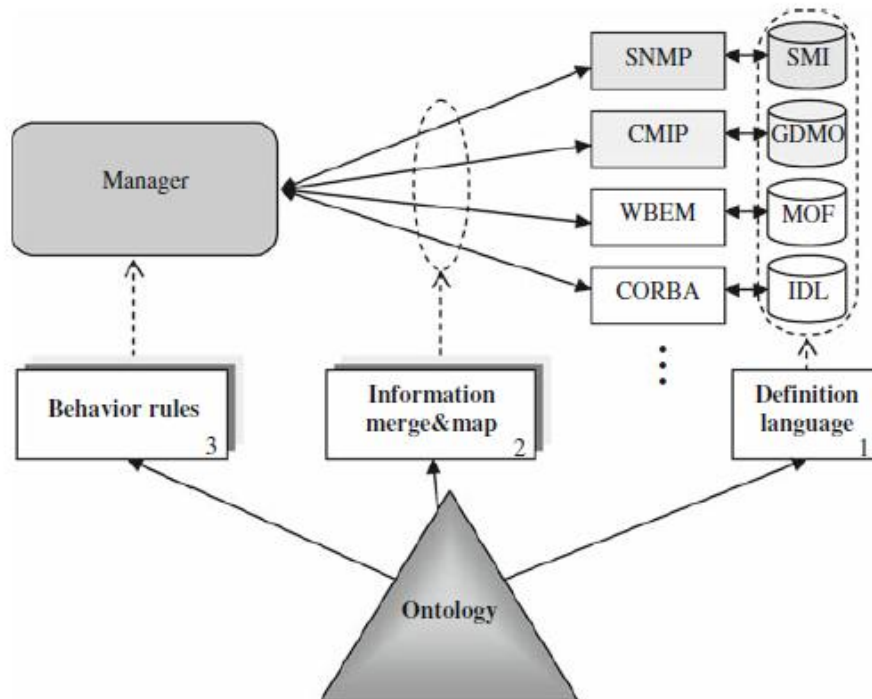 SNMP
SMI
CMIP
GDMO
Manager
WBEM
MOF
CORBA
IDL
Behavior rules
3
Information
merge&map
2
Definition
language
1
Ontology